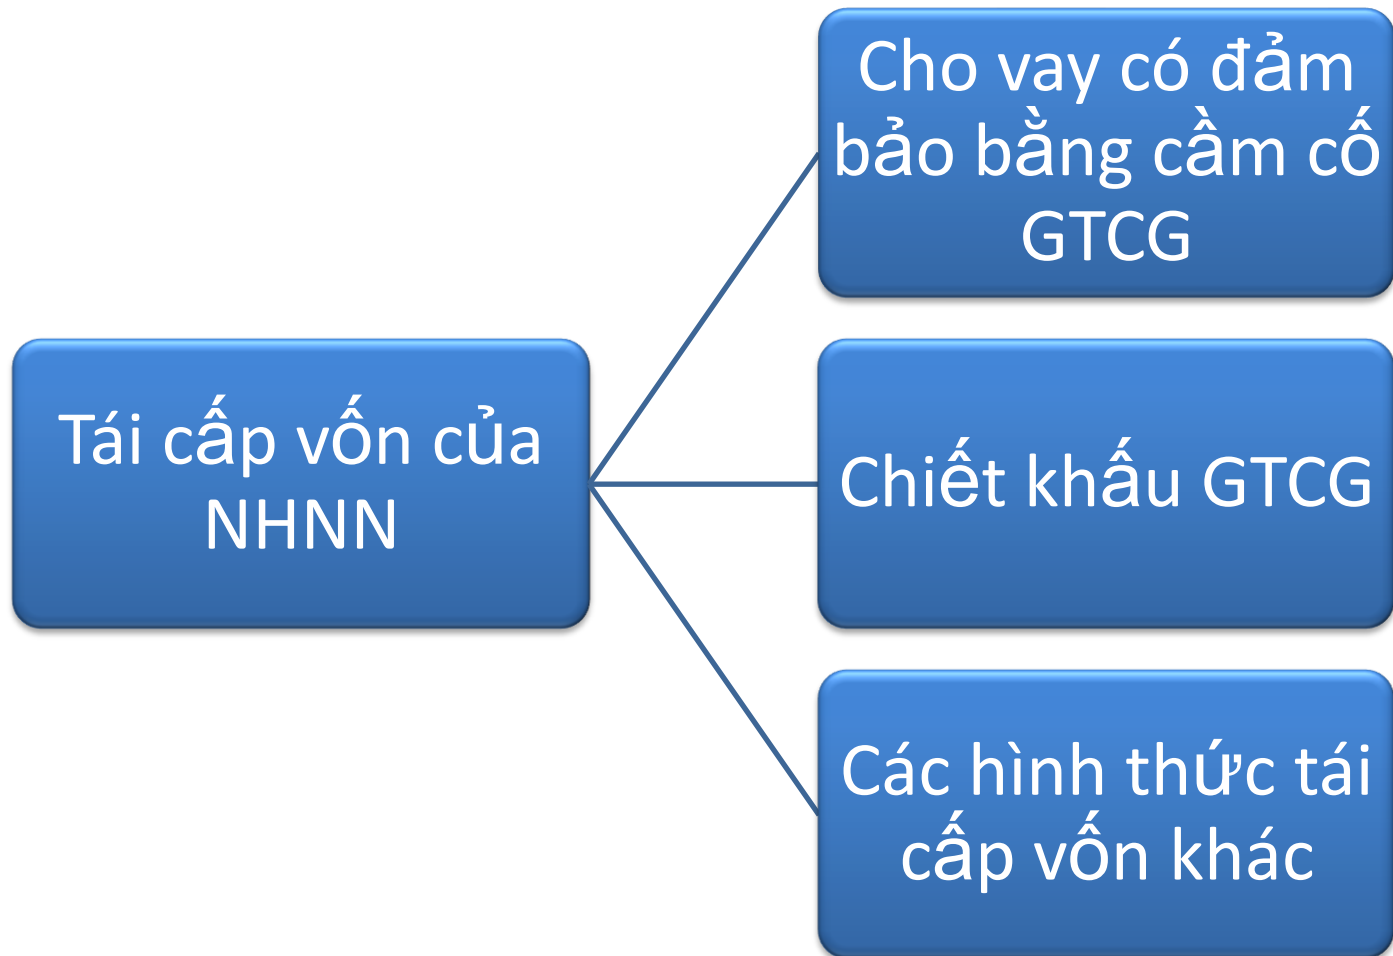 Cho vay có đảm
bảo bằng cầm cố
GTCG
Tái cấp vốn của
NHNN
Chiết khấu GTCG
Các hình thức tái
cấp vốn khác